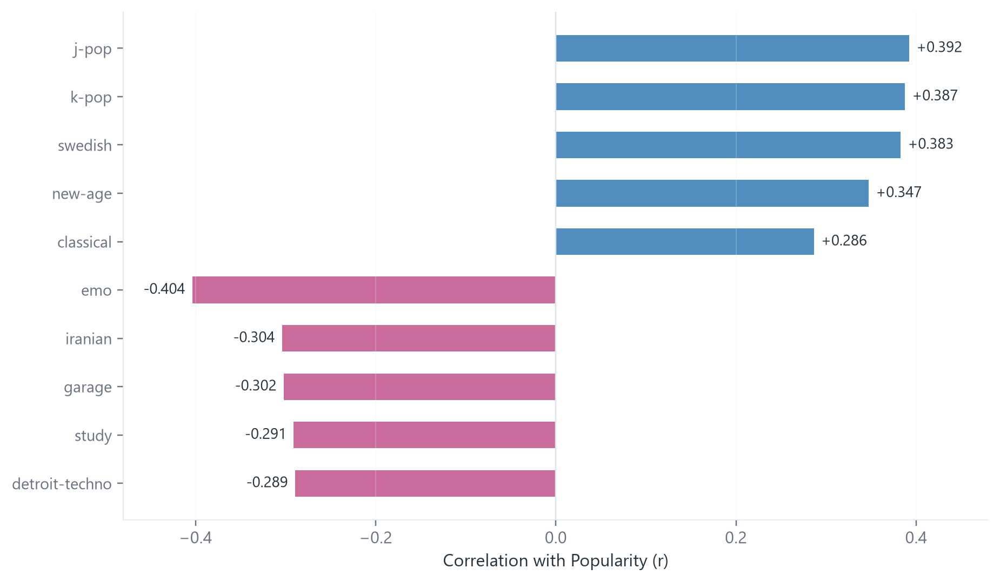 j-pop +0.392
k-pop +0.387
swedish +0.383
new-age +0.347
classical +0.286
emo -0.404
iranian -0.304
garage -0.302
study -0.291
detroit-techno -0.289
−0.4 −0.2 0.0 0.2 0.4
Correlation with Popularity (r)